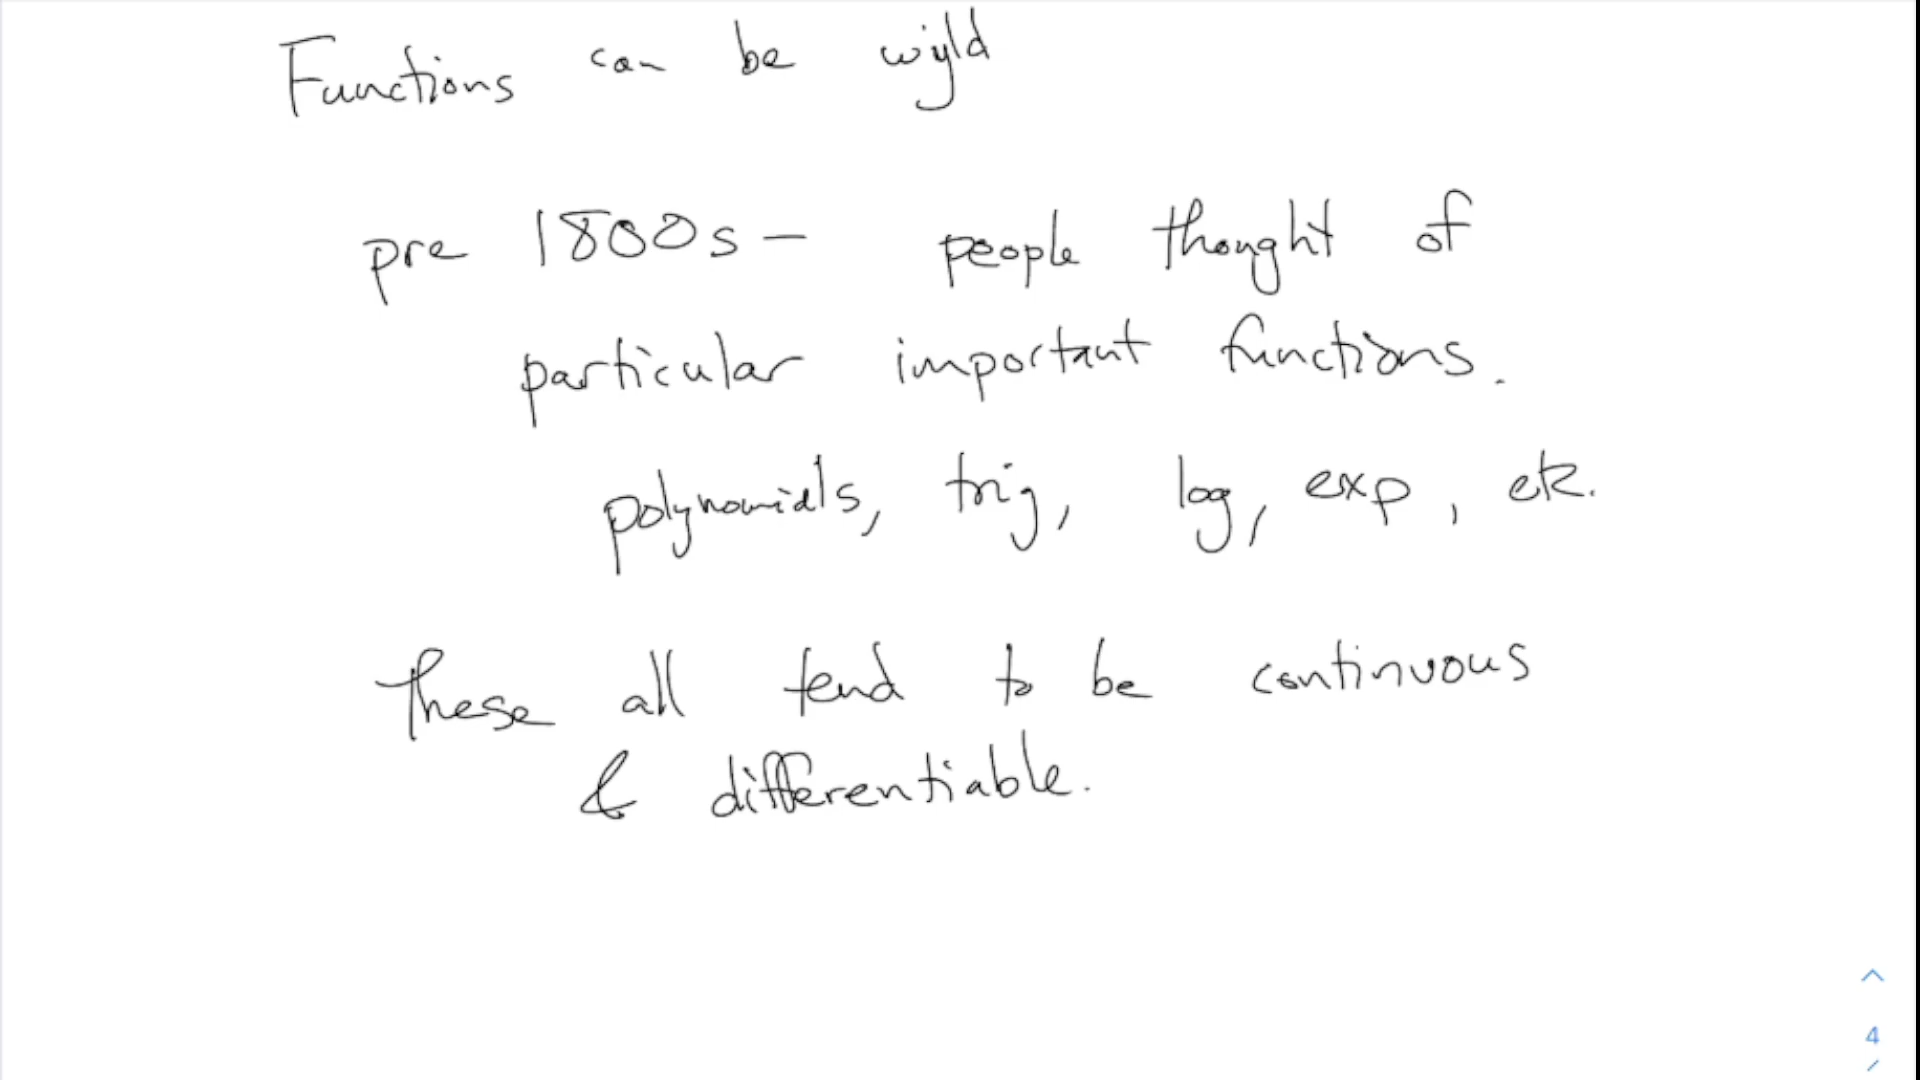 Functions can be wyld
pre 1800s – people thought of
particular important functions.
polynomials, trig, log, exp, etc.
These all tend to be continuous
& differentiable.
4